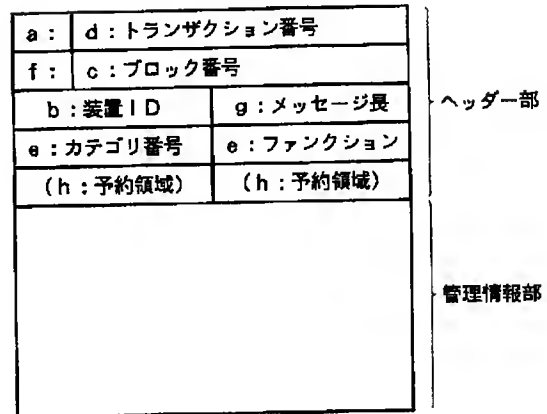 a： d：トランザクション番号
f： c：ブロック番号
b：装置ID g：メッセージ長
e：カテゴリ番号 e：ファンクション
(h：予約領域) (h：予約領域)
ヘッダー部
管理情報部